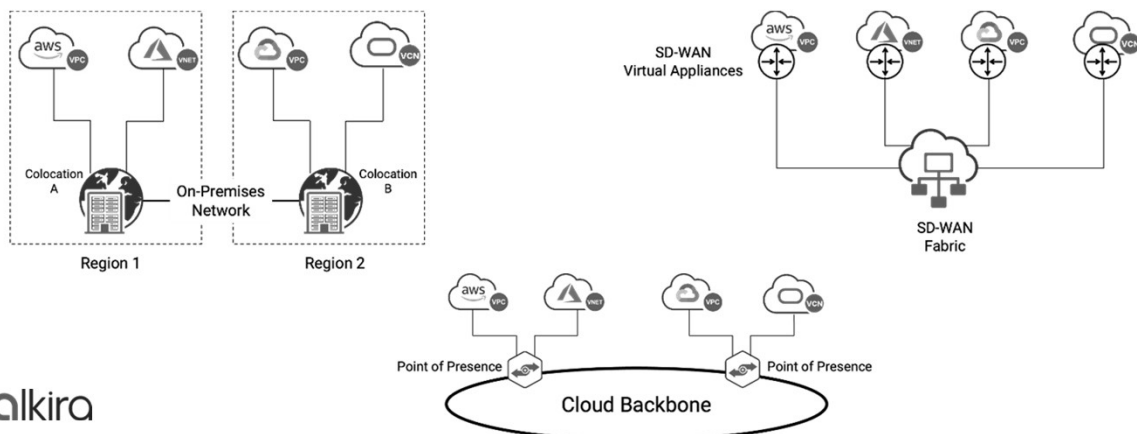 aws
VPC
VNET
VPC
VCN
Colocation
A
On-Premises
Network
Colocation
B
Region 1
Region 2
SD-WAN
Virtual Appliances
aws
VPC
VNET
VPC
VCN
SD-WAN
Fabric
aws
VPC
VNET
VPC
VCN
Point of Presence
Point of Presence
Cloud Backbone
alkira